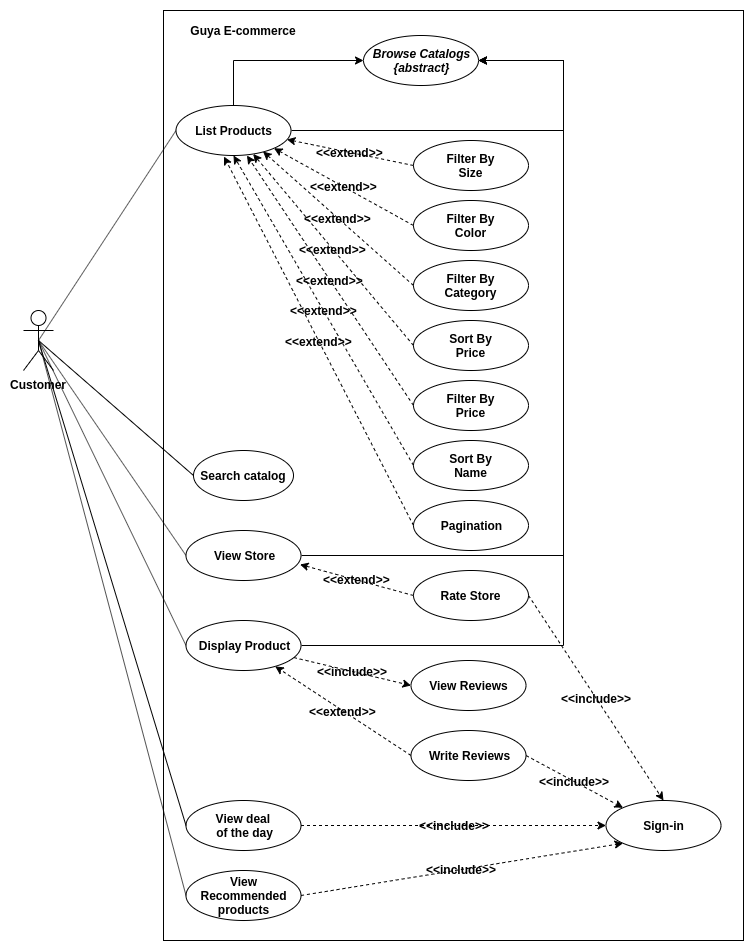 Guya E-commerce
Browse Catalogs
{abstract}
List Products
<<extend>>
Filter By
Size
<<extend>>
Filter By
Color
<<extend>>
Filter By
Category
<<extend>>
Sort By
Price
<<extend>>
Filter By
Price
<<extend>>
Sort By
Name
<<extend>>
Pagination
Customer
Search catalog
View Store
<<extend>>
Rate Store
Display Product
<<include>>
View Reviews
<<include>>
<<extend>>
Write Reviews
<<include>>
View deal
of the day
<<include>>
Sign-in
View
Recommended
products
<<include>>